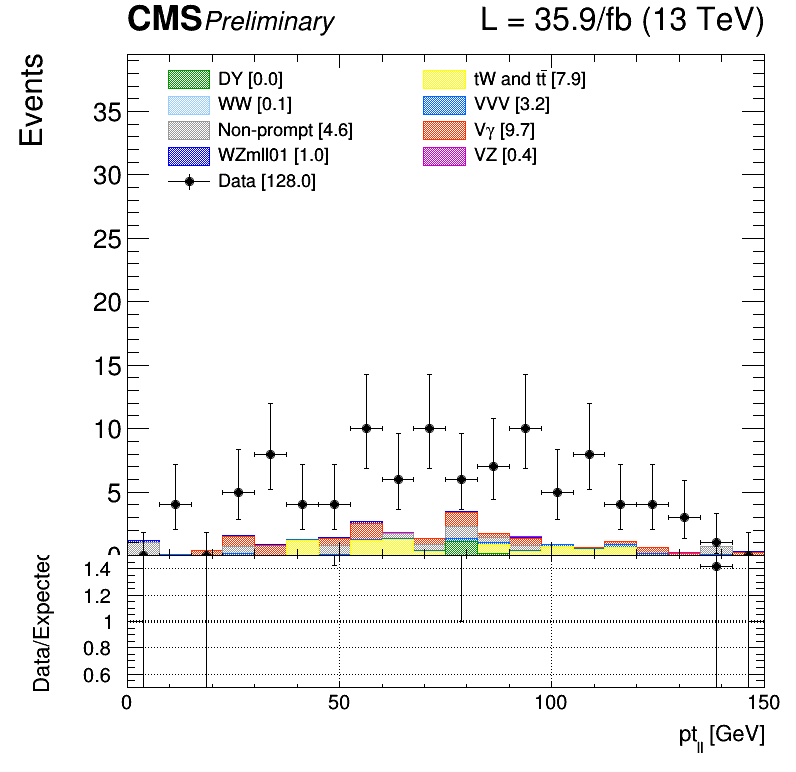 CMS Preliminary L = 35.9/fb (13 TeV)
Events
DY [0.0] tW and tt̄ [7.9]
WW [0.1] VVV [3.2]
Non-prompt [4.6] Vγ [9.7]
WZmll01 [1.0] VZ [0.4]
Data [128.0]
35
30
25
20
15
10
5
0
Data/Expected
1.4
1.2
1
0.8
0.6
0 50 100 150
pt_ll [GeV]